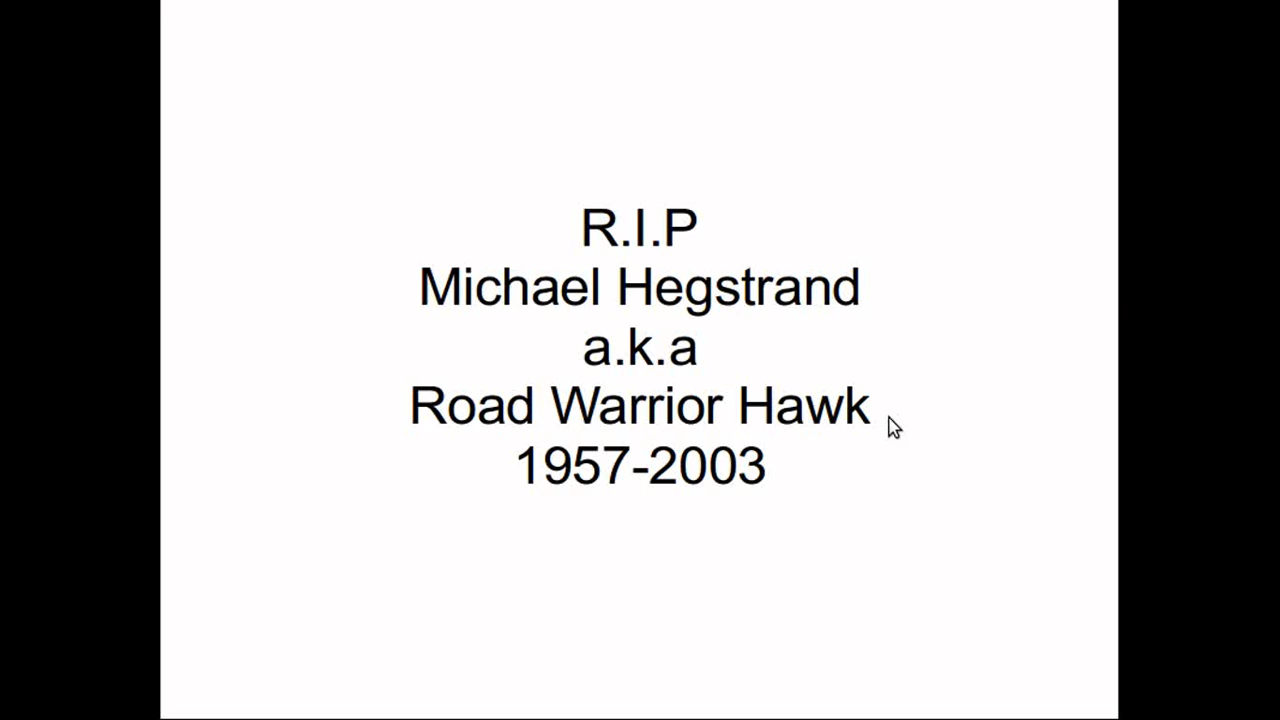 R.I.P
Michael Hegstrand
a.k.a
Road Warrior Hawk
1957-2003